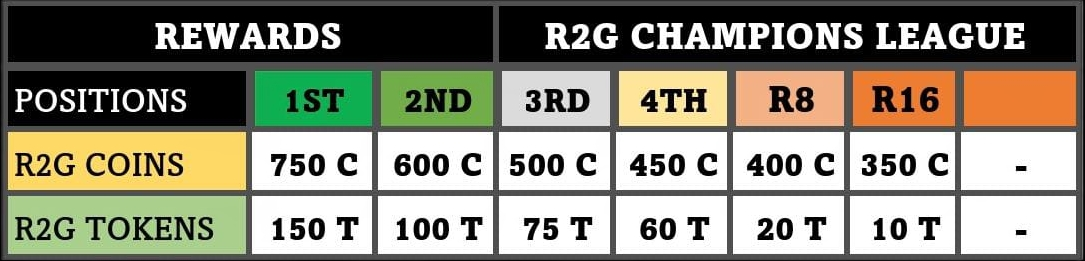 REWARDS R2G CHAMPIONS LEAGUE
POSITIONS 1ST 2ND 3RD 4TH R8 R16
R2G COINS 750 C 600 C 500 C 450 C 400 C 350 C -
R2G TOKENS 150 T 100 T 75 T 60 T 20 T 10 T -